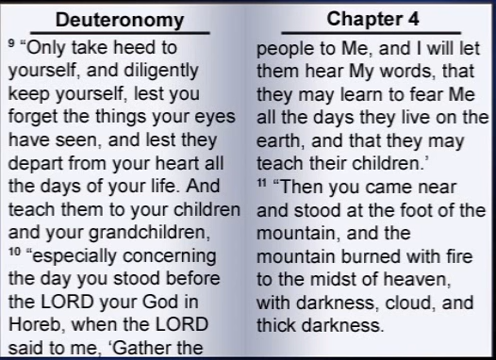 Deuteronomy
⁹ “Only take heed to
yourself, and diligently
keep yourself, lest you
forget the things your eyes
have seen, and lest they
depart from your heart all
the days of your life. And
teach them to your children
and your grandchildren,
¹⁰ “especially concerning
the day you stood before
the LORD your God in
Horeb, when the LORD
said to me, ‘Gather the
Chapter 4
people to Me, and I will let
them hear My words, that
they may learn to fear Me
all the days they live on the
earth, and that they may
teach their children.’
¹¹ “Then you came near
and stood at the foot of the
mountain, and the
mountain burned with fire
to the midst of heaven,
with darkness, cloud, and
thick darkness.